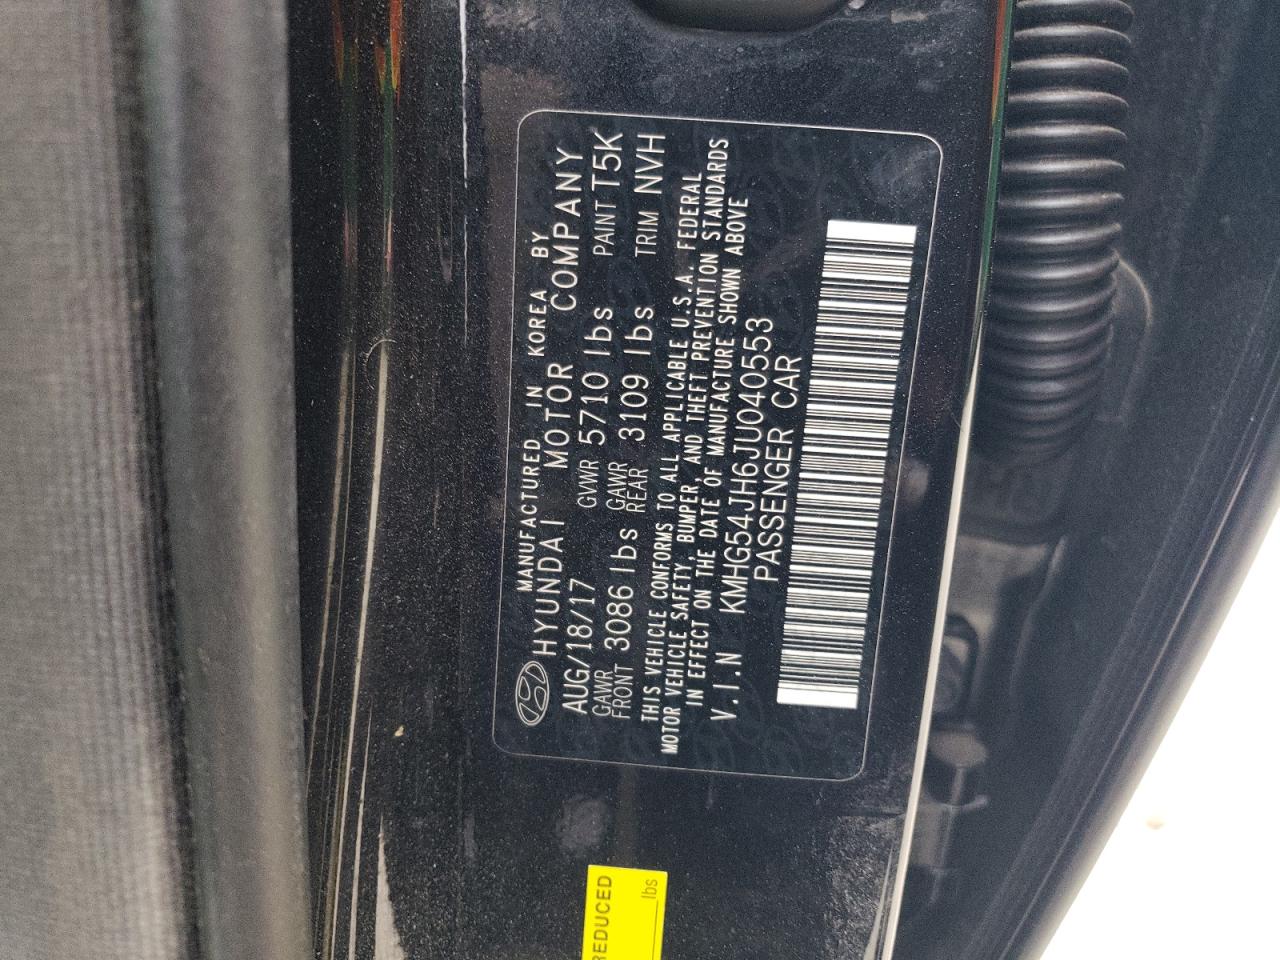 MANUFACTURED IN KOREA BY
HYUNDAI MOTOR COMPANY
AUG/18/17 GVWR 5710 lbs PAINT T5K
GAWR FRONT 3086 lbs GAWR REAR 3109 lbs TRIM NVH
THIS VEHICLE CONFORMS TO ALL APPLICABLE U.S.A. FEDERAL
MOTOR VEHICLE SAFETY, BUMPER, AND THEFT PREVENTION STANDARDS
IN EFFECT ON THE DATE OF MANUFACTURE SHOWN ABOVE
V.I.N KMHG54JH6JU040553
PASSENGER CAR
REDUCED
lbs